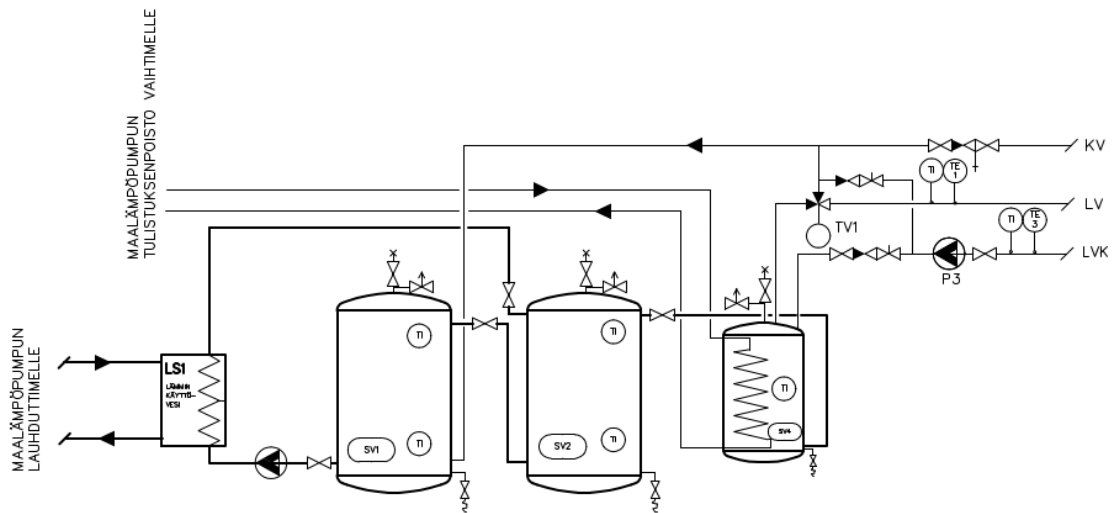 MAALÄMPÖPUMPUN
TULISTUKSENPOISTO VAIHTIMELLE
KV
TI
TE
1
LV
TV1
TI
TE
3
LVK
P3
MAALÄMPÖPUMPUN
LAUHDUTTIMELLE
LS1
LÄMMIN
KÄYTTÖ-
VESI
TI
TI
SV1
TI
TI
SV2
TI
SV4